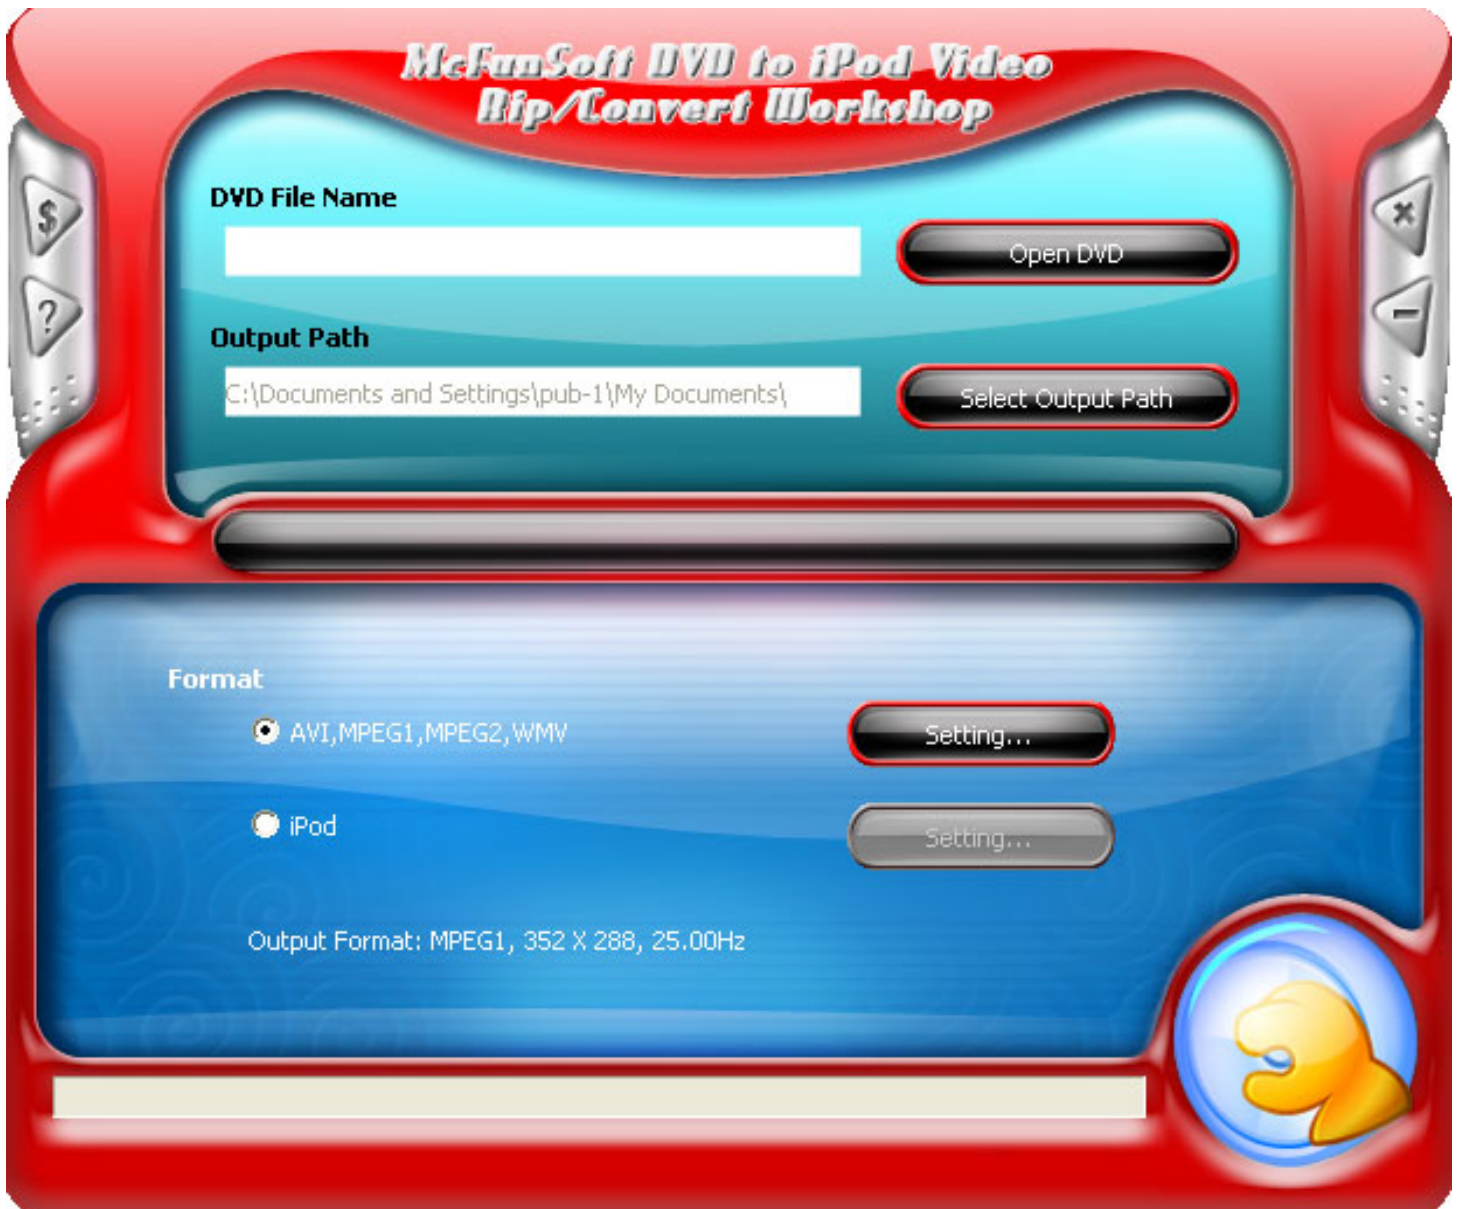 McFunSoft DVD to iPod Video
Rip/Convert Workshop
DVD File Name
Open DVD
$
×
?
-
Output Path
C:\Documents and Settings\pub-1\My Documents\
Select Output Path
Format
AVI,MPEG1,MPEG2,WMV
Setting...
iPod
Setting...
Output Format: MPEG1, 352 X 288, 25.00Hz